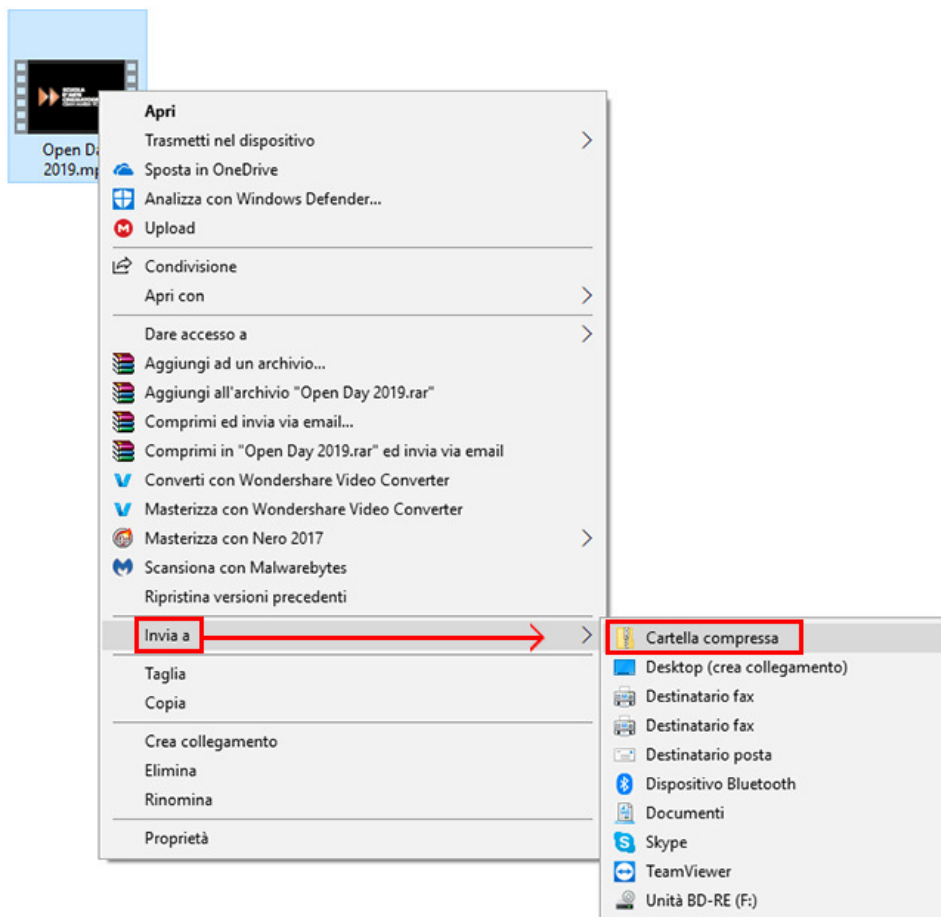 SCUOLA
D'ARTE
Open Da
2019.mp
Apri
Trasmetti nel dispositivo
Sposta in OneDrive
Analizza con Windows Defender...
Upload
Condivisione
Apri con
Dare accesso a
Aggiungi ad un archivio...
Aggiungi all'archivio "Open Day 2019.rar"
Comprimi ed invia via email...
Comprimi in "Open Day 2019.rar" ed invia via email
Converti con Wondershare Video Converter
Masterizza con Wondershare Video Converter
Masterizza con Nero 2017
Scansiona con Malwarebytes
Ripristina versioni precedenti
Invia a
Taglia
Copia
Crea collegamento
Elimina
Rinomina
Proprietà
Cartella compressa
Desktop (crea collegamento)
Destinatario fax
Destinatario fax
Destinatario posta
Dispositivo Bluetooth
Documenti
Skype
TeamViewer
Unità BD-RE (F:)